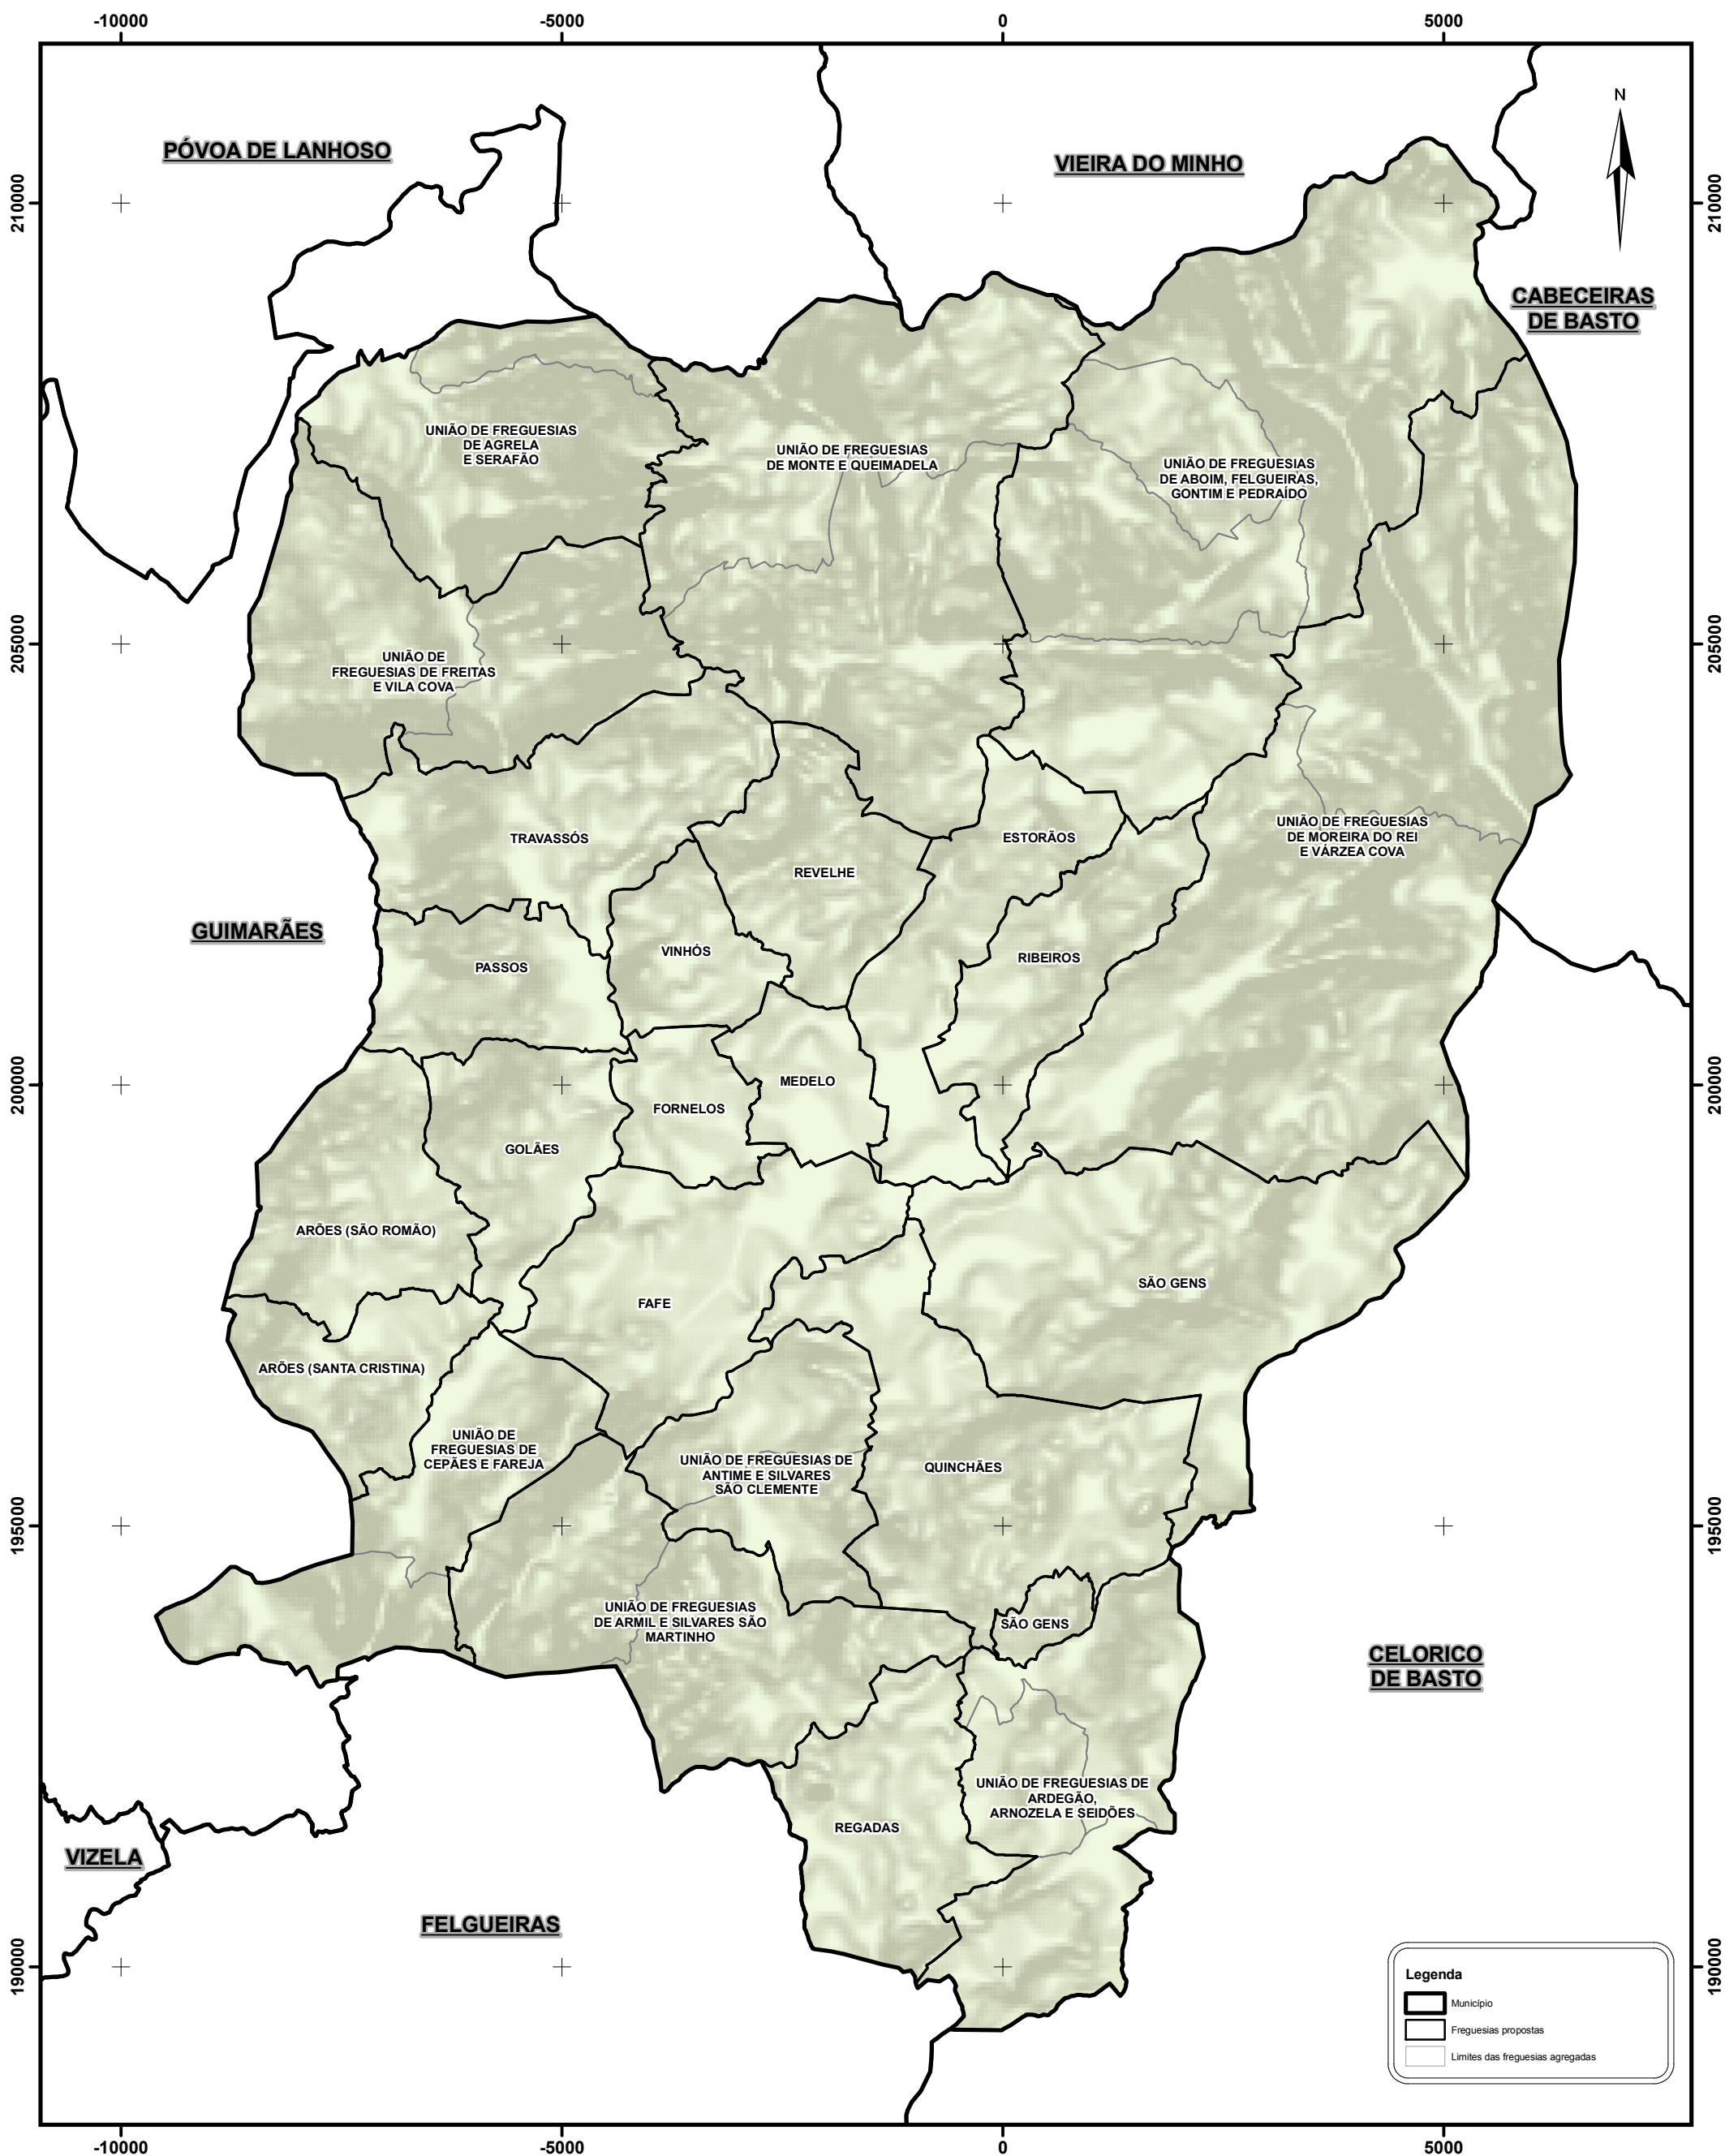 -10000
-5000
0
5000
PÓVOA DE LANHOSO
VIEIRA DO MINHO
N
210000
210000
CABECEIRAS
DE BASTO
UNIÃO DE FREGUESIAS
DE AGRELA
E SERAFÃO
UNIÃO DE FREGUESIAS
DE MONTE E QUEIMADELA
UNIÃO DE FREGUESIAS
DE ABOIM, FELGUEIRAS,
GONTIM E PEDRAÍDO
205000
205000
UNIÃO DE
FREGUESIAS DE FREITAS
E VILA COVA
TRAVASSÓS
ESTORÃOS
UNIÃO DE FREGUESIAS
DE MOREIRA DO REI
E VÁRZEA COVA
REVELHE
GUIMARÃES
VINHÓS
RIBEIROS
PASSOS
200000
200000
MEDELO
FORNELOS
GOLÃES
ARÕES (SÃO ROMÃO)
SÃO GENS
FAFE
ARÕES (SANTA CRISTINA)
UNIÃO DE
FREGUESIAS DE
CEPÃES E FAREJA
UNIÃO DE FREGUESIAS DE
ANTIME E SILVARES
SÃO CLEMENTE
QUINCHÃES
195000
195000
UNIÃO DE FREGUESIAS
DE ARMIL E SILVARES SÃO
MARTINHO
SÃO GENS
CELORICO
DE BASTO
UNIÃO DE FREGUESIAS DE
ARDEGÃO,
ARNOZELA E SEIDÕES
REGADAS
VIZELA
FELGUEIRAS
190000
190000
Legenda
Município
Freguesias propostas
Limites das freguesias agregadas
-10000
-5000
0
5000